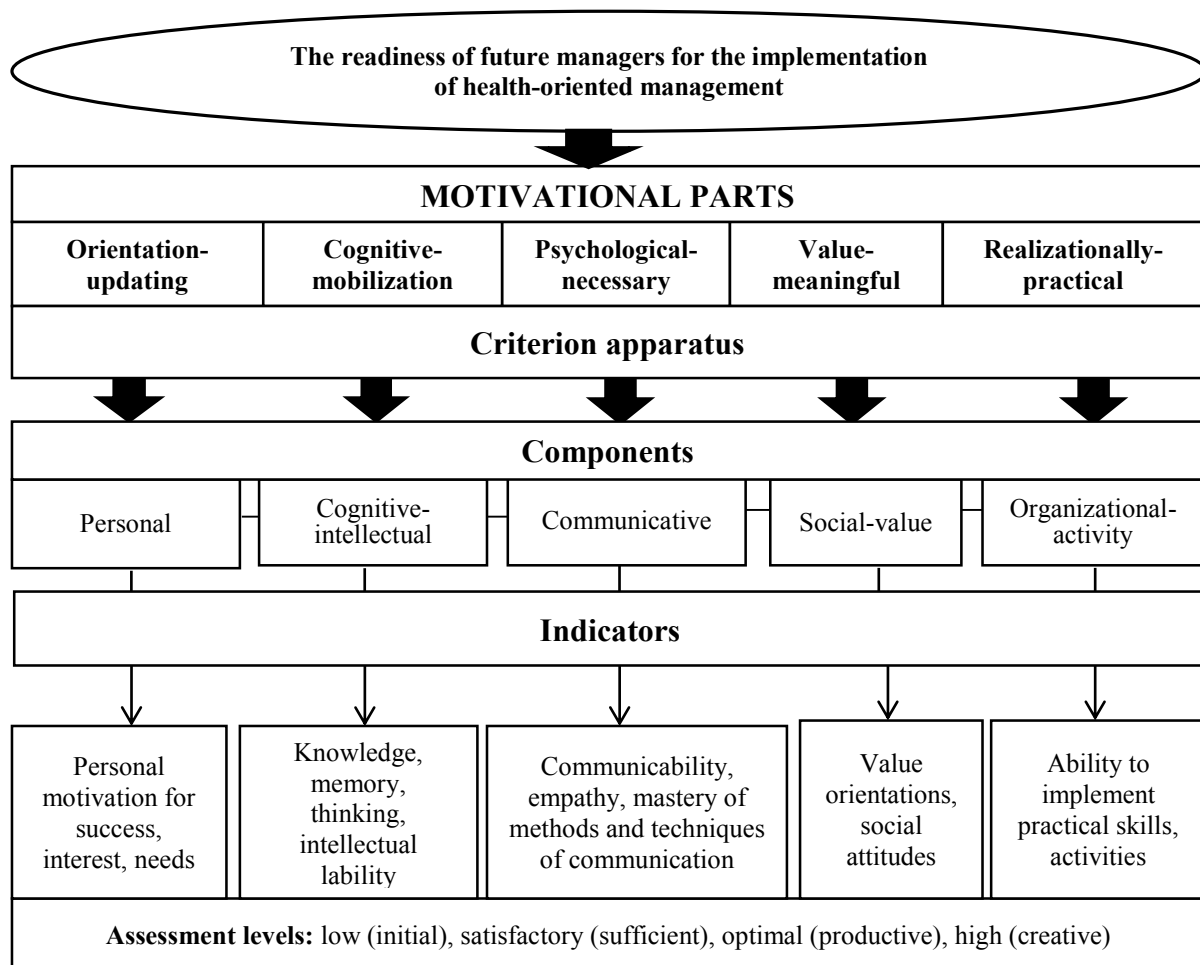 The readiness of future managers for the implementation
of health-oriented management
MOTIVATIONAL PARTS
Orientation-
updating
Cognitive-
mobilization
Psychological-
necessary
Value-
meaningful
Realizationally-
practical
Criterion apparatus
Components
Personal
Cognitive-
intellectual
Communicative
Social-value
Organizational-
activity
Indicators
Personal
motivation for
success,
interest, needs
Knowledge,
memory,
thinking,
intellectual
lability
Communicability,
empathy, mastery of
methods and techniques
of communication
Value
orientations,
social
attitudes
Ability to
implement
practical skills,
activities
Assessment levels: low (initial), satisfactory (sufficient), optimal (productive), high (creative)